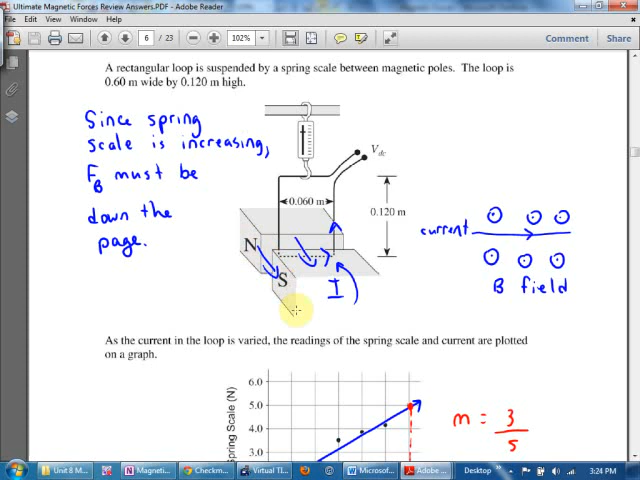 Ultimate Magnetic Forces Review Answers.PDF - Adobe Reader
File Edit View Window Help
6 / 23
102%
Comment
Share
A rectangular loop is suspended by a spring scale between magnetic poles. The loop is
0.60 m wide by 0.120 m high.
Since spring
scale is increasing,
FB must be
down the
page.
Vdc
0.060 m
0.120 m
N
S
I
current
B field
As the current in the loop is varied, the readings of the spring scale and current are plotted
on a graph.
Spring Scale (N)
6.0
5.0
4.0
3.0
m = 3
5
Unit 8 M...
Magneti...
Checkm...
Virtual TI...
Microsof...
Adobe ...
Desktop
3:24 PM